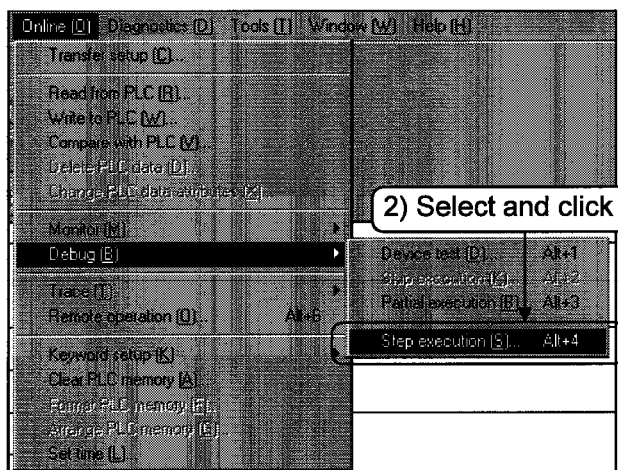 Online (O) Diagnostics (D) Tools (T) Window (W) Help (H)
Transfer setup (C)...
Read from PLC (R)...
Write to PLC (W)...
Compare with PLC (V)...
Delete PLC data (D)...
Change PLC data attributes (X)...
2) Select and click
Monitor (M)
Debug (B)
Device test (D)... Alt+1
Skip execution (K)... Alt+2
Partial execution (P)... Alt+3
Step execution (S)... Alt+4
Trace (T)
Remote operation (O)... Alt+6
Keyword setup (K)
Clear PLC memory (A)...
Format PLC memory (F)...
Arrange PLC memory (G)...
Set time (L)...